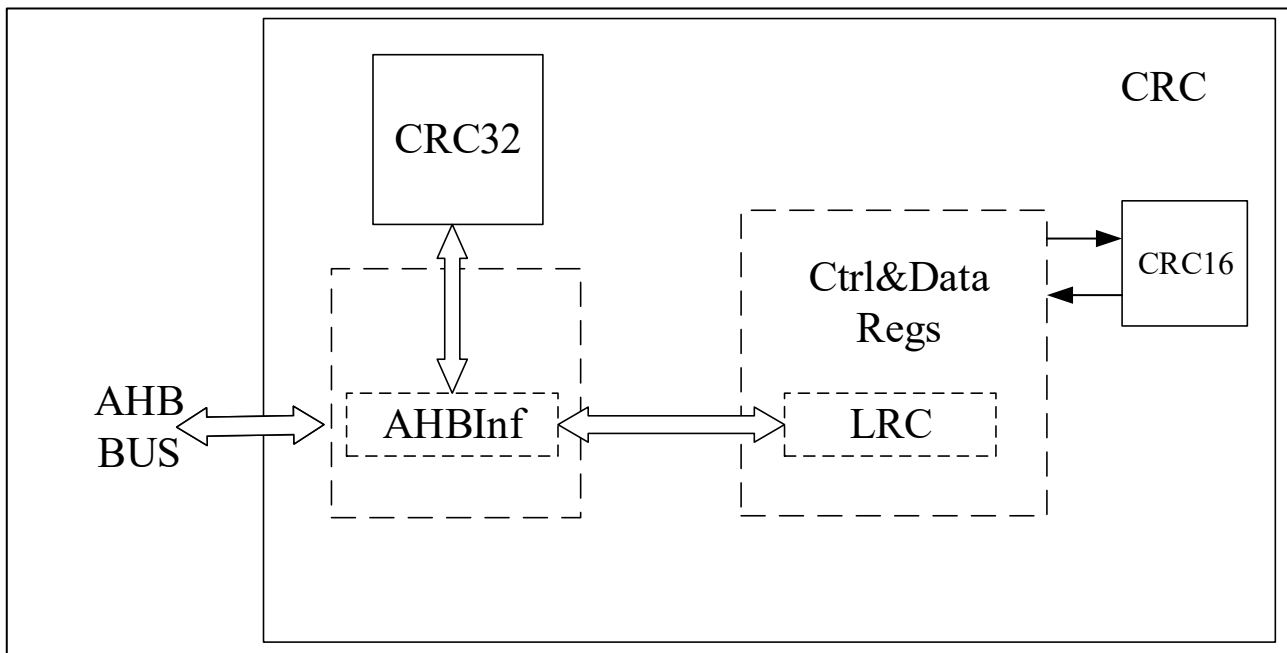 CRC
CRC32
CRC16
Ctrl&Data
Regs
AHB
BUS
AHBInf
LRC